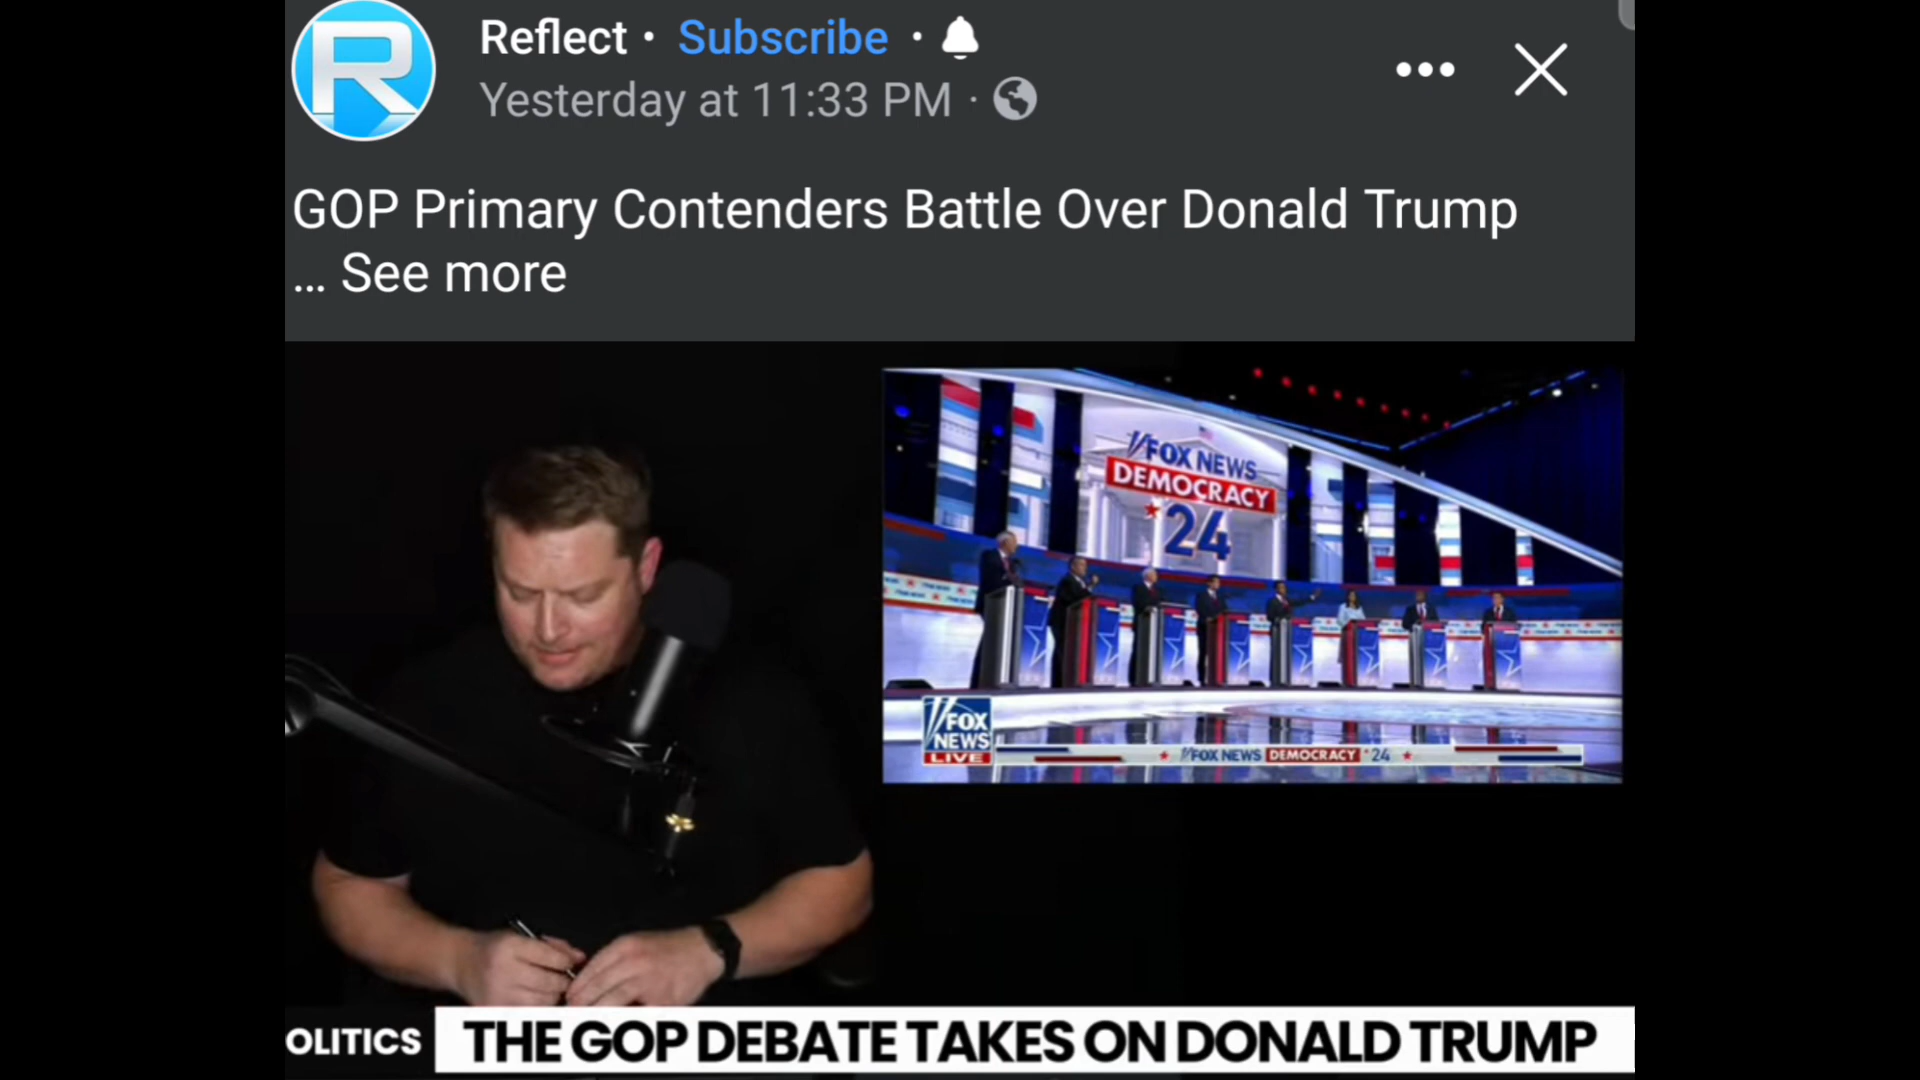 R
Reflect · Subscribe ·
Yesterday at 11:33 PM ·
GOP Primary Contenders Battle Over Donald Trump
... See more
FOX NEWS
DEMOCRACY
24
FOX
NEWS
LIVE
FOX NEWS DEMOCRACY 24
OLITICS
THE GOP DEBATE TAKES ON DONALD TRUMP